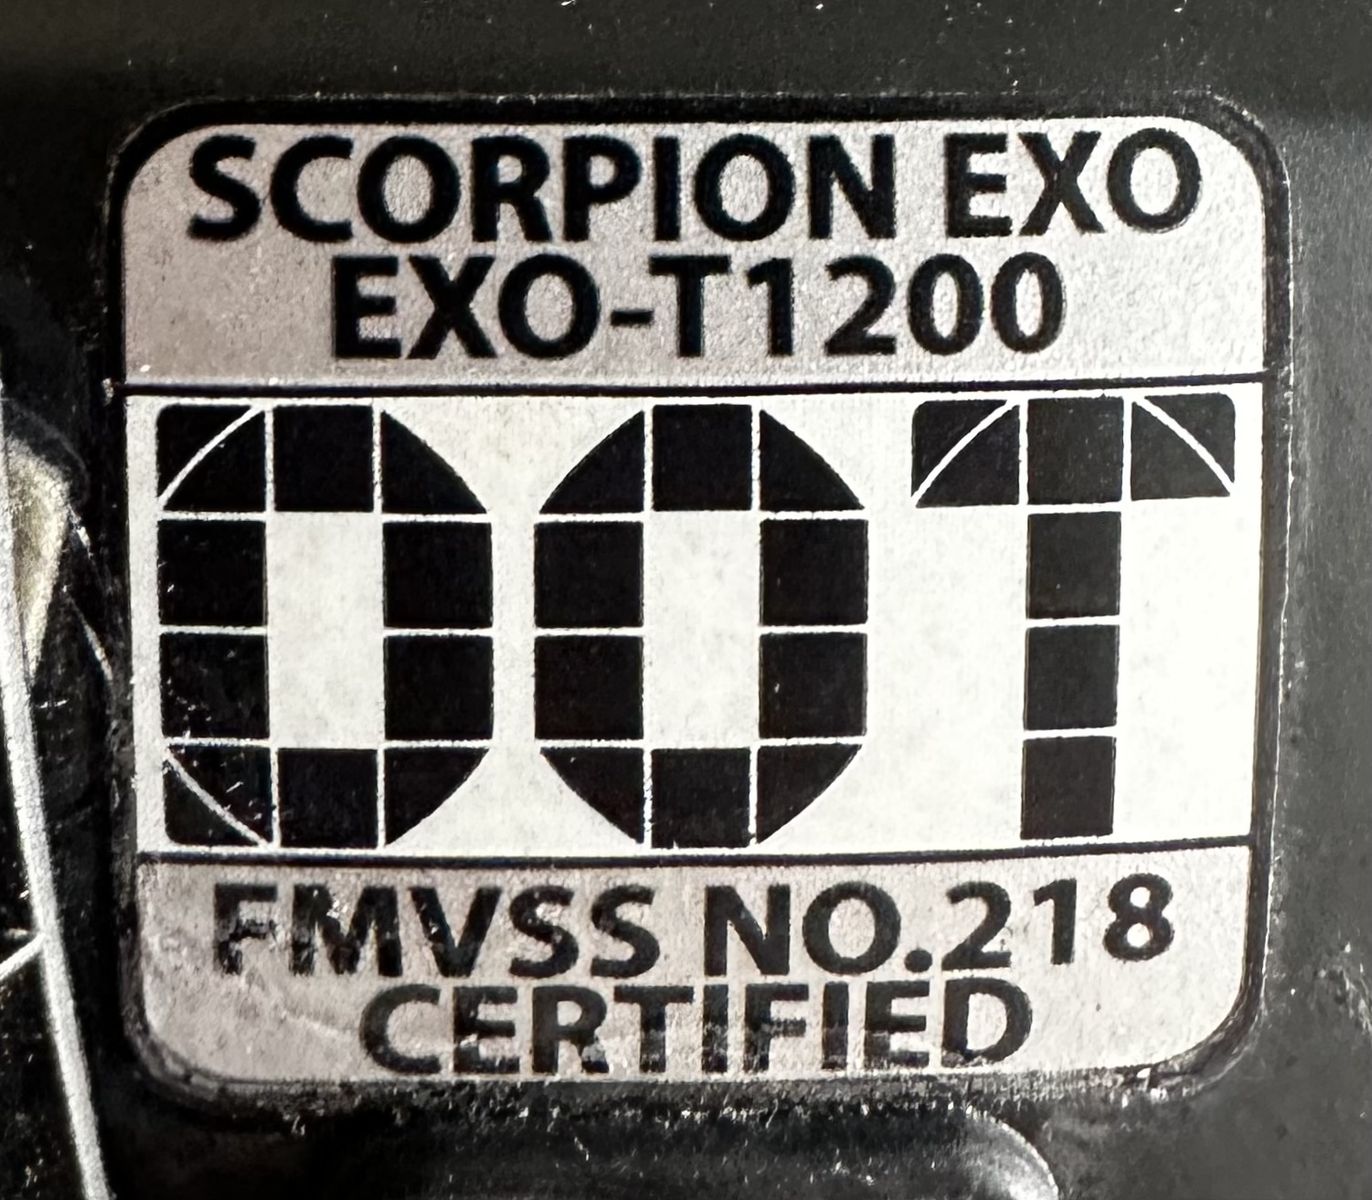 SCORPION EXO
EXO-T1200
DOT
FMVSS NO.218
CERTIFIED